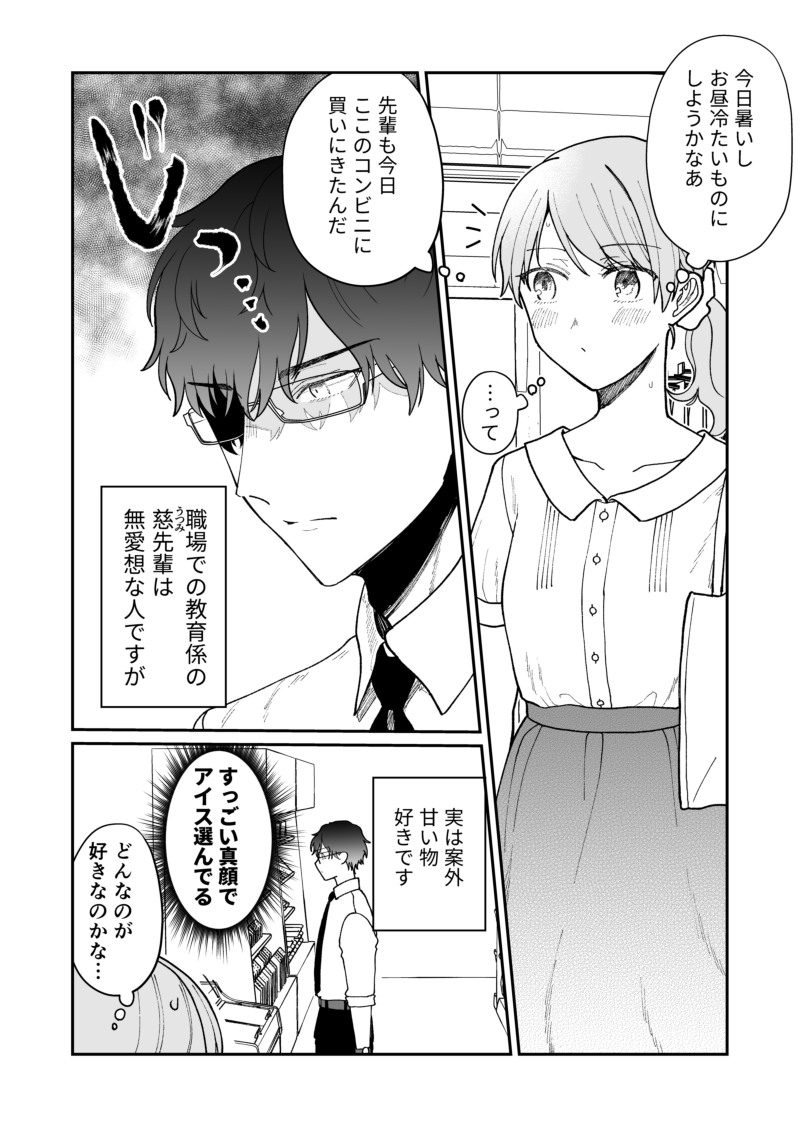 今日暑いし
お昼冷たいものに
しようかなあ
…って
先輩も今日
ここのコンビニに
買いにきたんだ
じっ…
職場での教育係の
慈先輩は
うつみ
無愛想な人ですが
実は案外
甘い物
好きです
すっごい真顔で
アイス選んでる
どんなのが
好きなのかな…